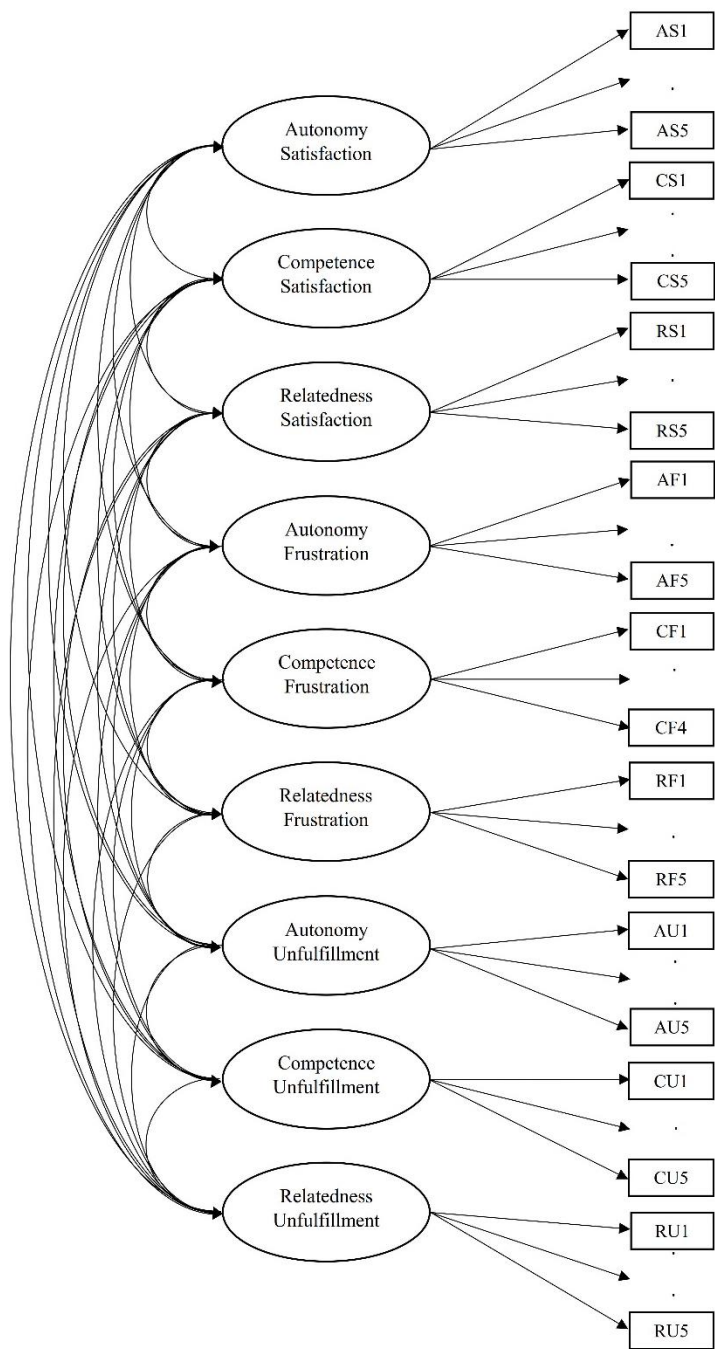 AS1
.
AS5
Autonomy
Satisfaction
CS1
.
.
CS5
Competence
Satisfaction
RS1
.
RS5
Relatedness
Satisfaction
AF1
.
AF5
Autonomy
Frustration
CF1
.
CF4
Competence
Frustration
RF1
.
RF5
Relatedness
Frustration
AU1
.
.
AU5
Autonomy
Unfulfillment
CU1
.
CU5
Competence
Unfulfillment
RU1
.
.
RU5
Relatedness
Unfulfillment